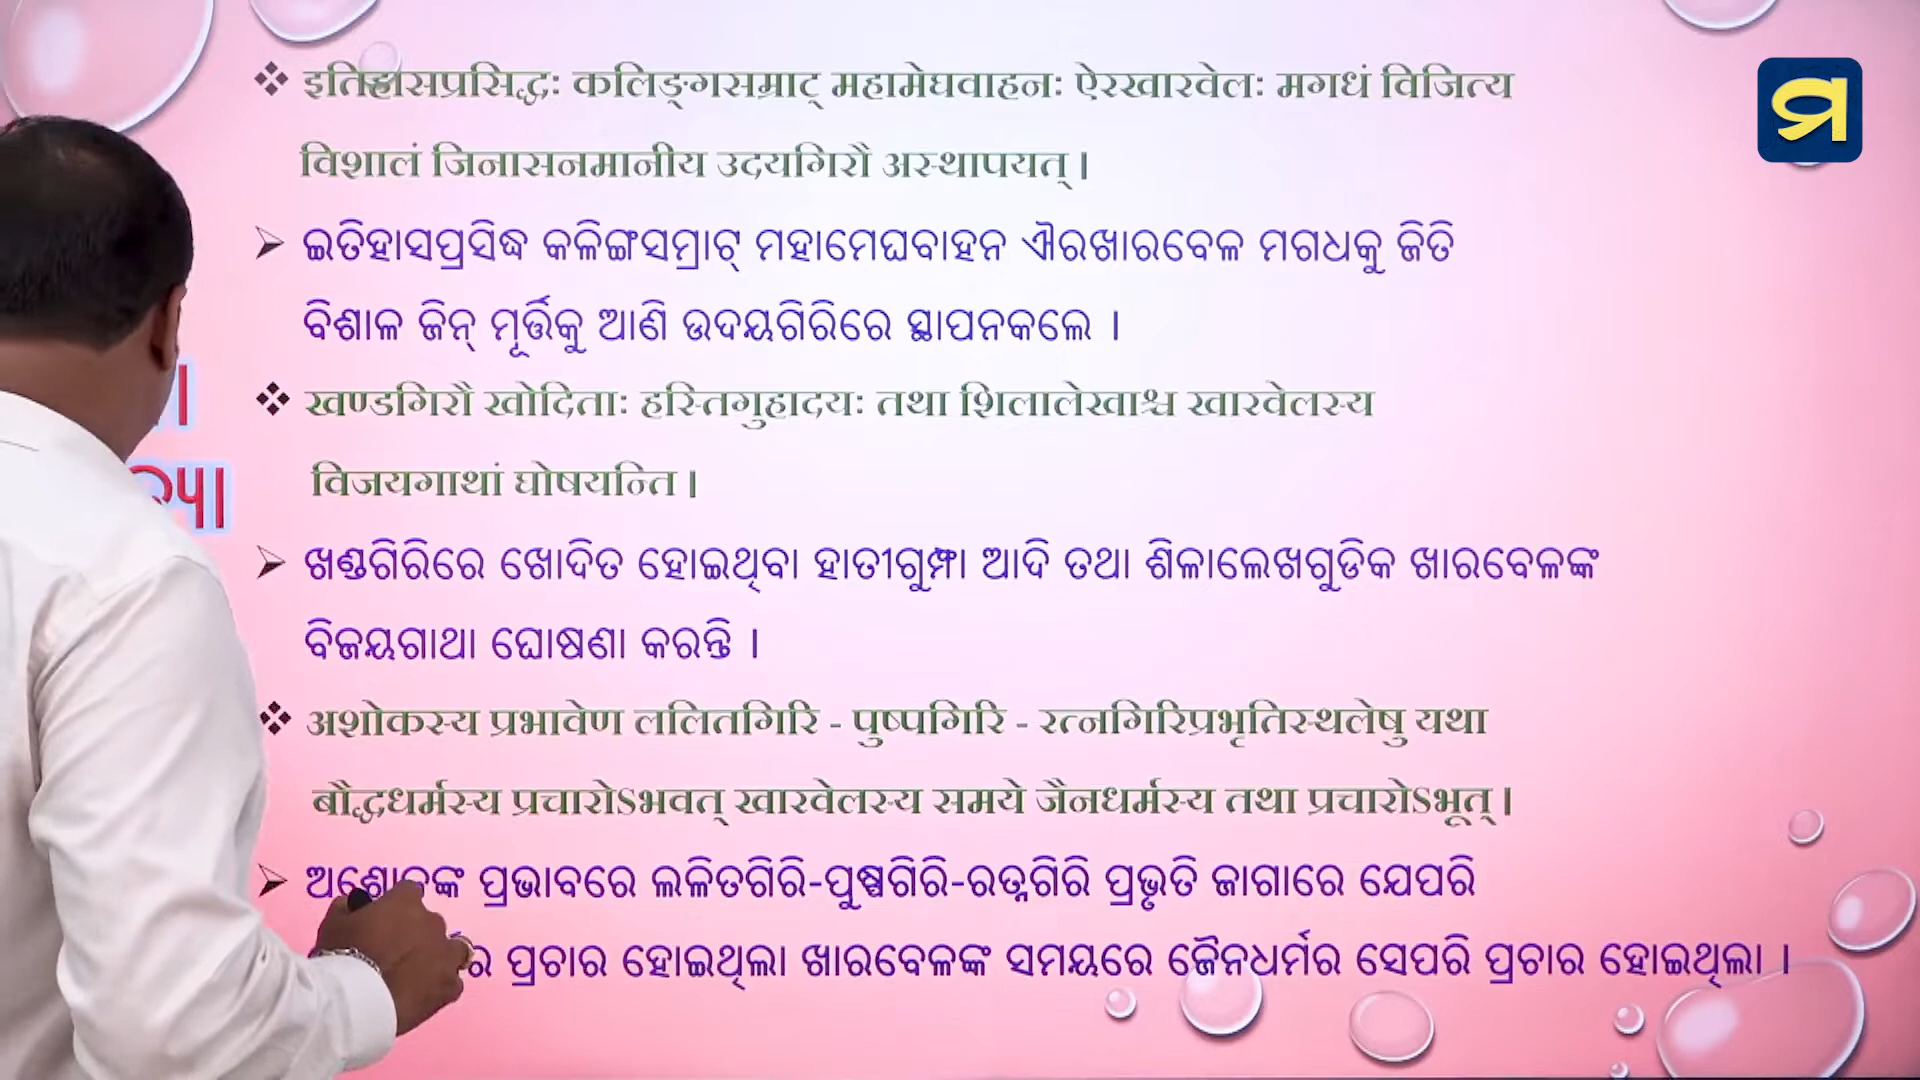 इतिहासप्रसिद्धः कलिङ्गसम्राट् महामेघवाहनः ऐरखारवेलः मगधं विजित्य
विशालं जिनासनमानीय उदयगिरौ अस्थापयत् ।
ଇତିହାସପ୍ରସିଦ୍ଧ କଳିଙ୍ଗସମ୍ରାଟ୍ ମହାମେଘବାହନ ଐରଖାରବେଳ ମଗଧକୁ ଜିତି
ବିଶାଳ ଜିନ୍ ମୂର୍ତ୍ତିକୁ ଆଣି ଉଦୟଗିରିରେ ସ୍ଥାପନକଲେ ।
खण्डगिरौ खोदिताः हस्तिगुहादयः तथा शिलालेखाश्च खारवेलस्य
विजयगाथां घोषयन्ति ।
ଖଣ୍ଡଗିରିରେ ଖୋଦିତ ହୋଇଥିବା ହାତୀଗୁମ୍ଫା ଆଦି ତଥା ଶିଳାଲେଖଗୁଡିକ ଖାରବେଳଙ୍କ
ବିଜୟଗାଥା ଘୋଷଣା କରନ୍ତି ।
अशोकस्य प्रभावेण ललितगिरि - पुष्पगिरि - रत्नगिरिप्रभृतिस्थलेषु यथा
बौद्धधर्मस्य प्रचारोऽभवत् खारवेलस्य समये जैनधर्मस्य तथा प्रचारोऽभूत् ।
ପ୍ରଭାବରେ ଲଳିତଗିରି-ପୁଷ୍ପଗିରି-ରତ୍ନଗିରି ପ୍ରଭୃତି ଜାଗାରେ ଯେପରି
ପ୍ରଚାର ହୋଇଥିଲା ଖାରବେଳଙ୍କ ସମୟରେ ଜୈନଧର୍ମର ସେପରି ପ୍ରଚାର ହୋଇଥିଲା ।